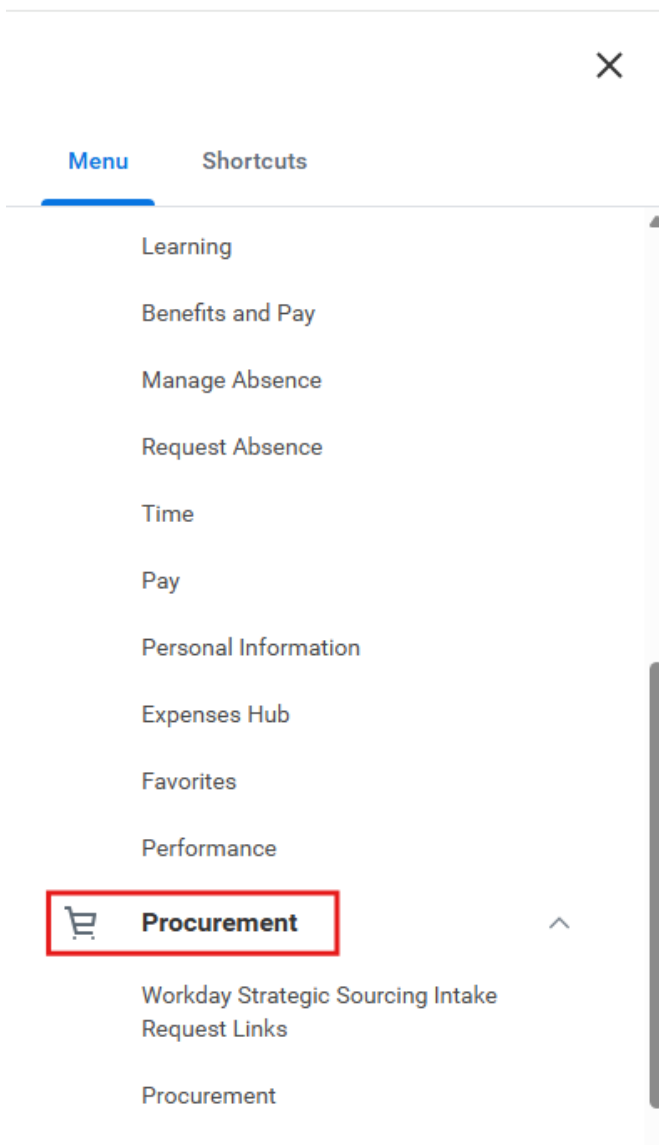 Menu
Shortcuts
Learning
Benefits and Pay
Manage Absence
Request Absence
Time
Pay
Personal Information
Expenses Hub
Favorites
Performance
Procurement
Workday Strategic Sourcing Intake
Request Links
Procurement